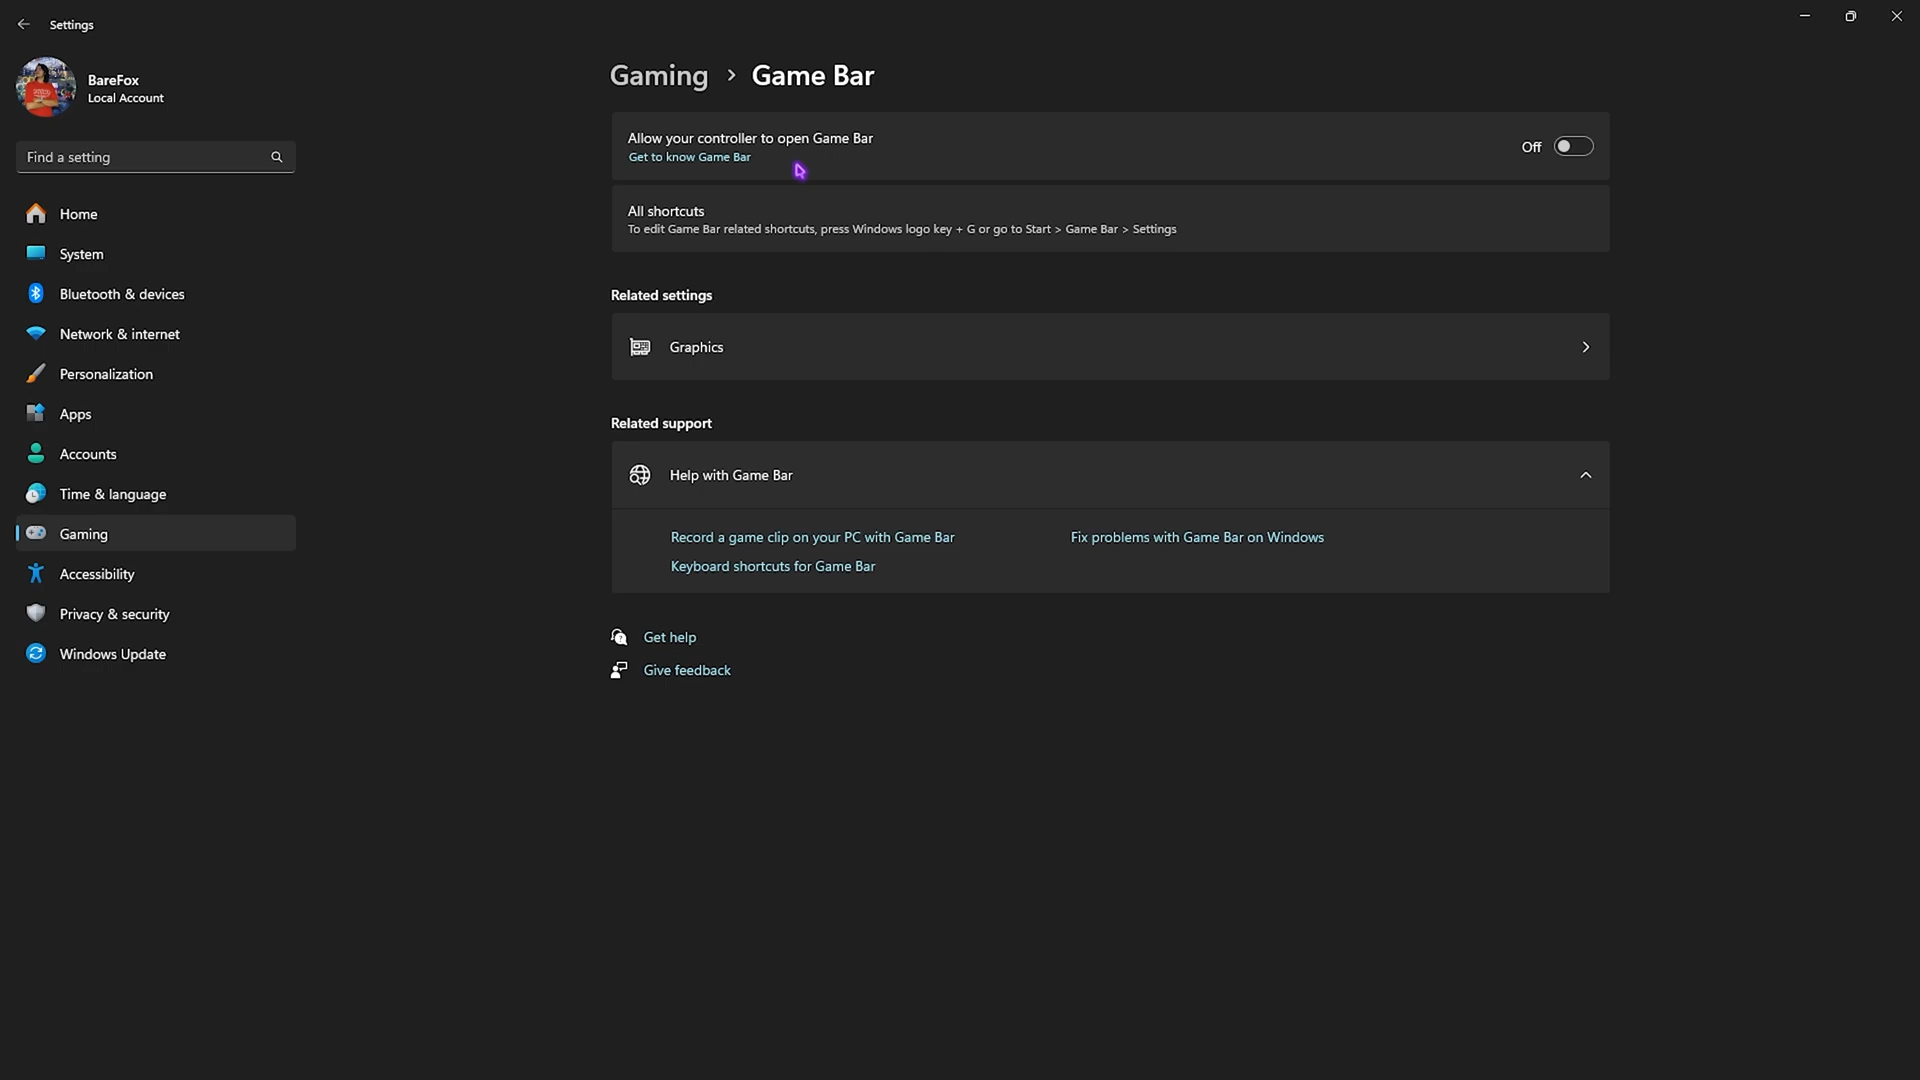 Settings
BareFox
Local Account
Find a setting
Home
System
Bluetooth & devices
Network & internet
Personalization
Apps
Accounts
Time & language
Gaming
Accessibility
Privacy & security
Windows Update
Gaming > Game Bar
Allow your controller to open Game Bar
Get to know Game Bar
Off
All shortcuts
To edit Game Bar related shortcuts, press Windows logo key + G or go to Start > Game Bar > Settings
Related settings
Graphics
Related support
Help with Game Bar
Record a game clip on your PC with Game Bar
Fix problems with Game Bar on Windows
Keyboard shortcuts for Game Bar
Get help
Give feedback